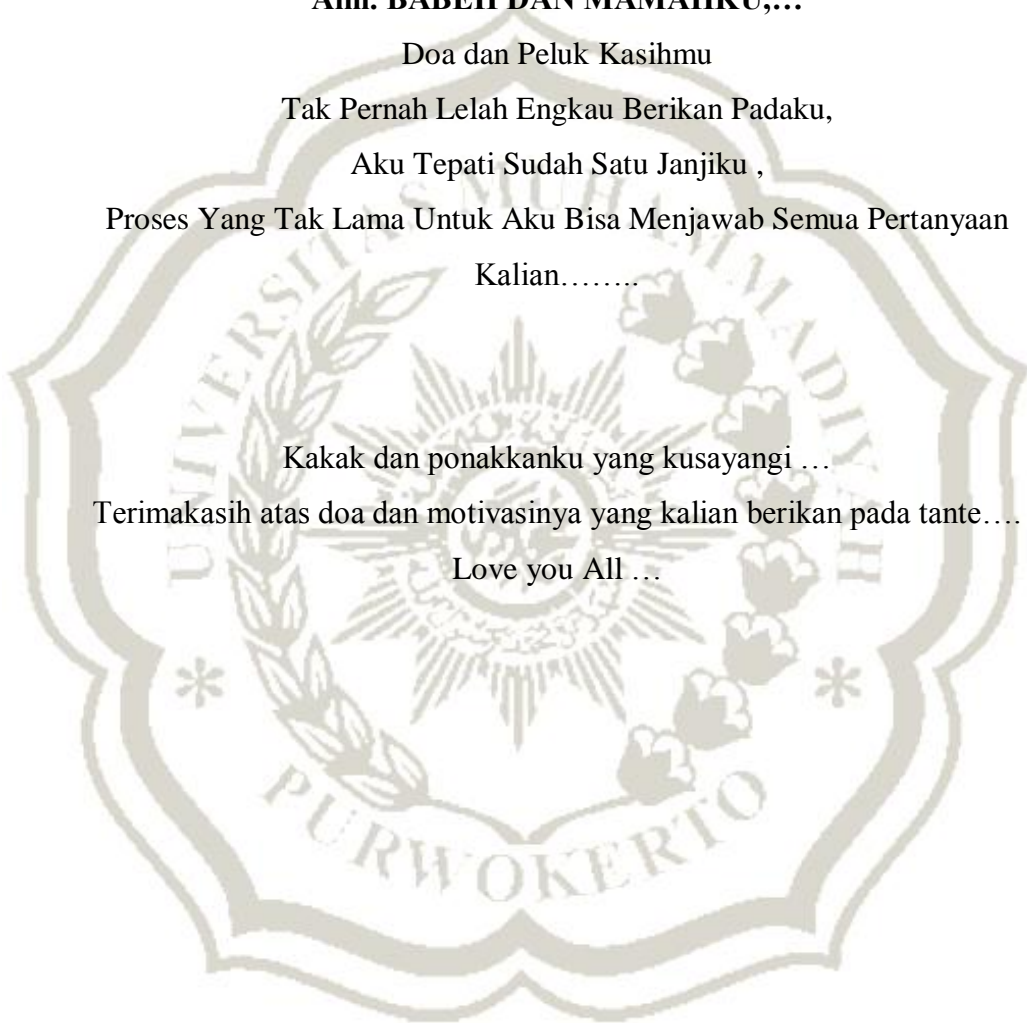 Alm. BABEH DAN MAMAHKU,…
Doa dan Peluk Kasihmu
Tak Pernah Lelah Engkau Berikan Padaku,
Aku Tepati Sudah Satu Janjiku ,
Proses Yang Tak Lama Untuk Aku Bisa Menjawab Semua Pertanyaan
Kalian……..
Kakak dan ponakkanku yang kusayangi …
Terimakasih atas doa dan motivasinya yang kalian berikan pada tante….
Love you All …
UNIVERSITAS MUHAMMADIYAH
PURWOKERTO